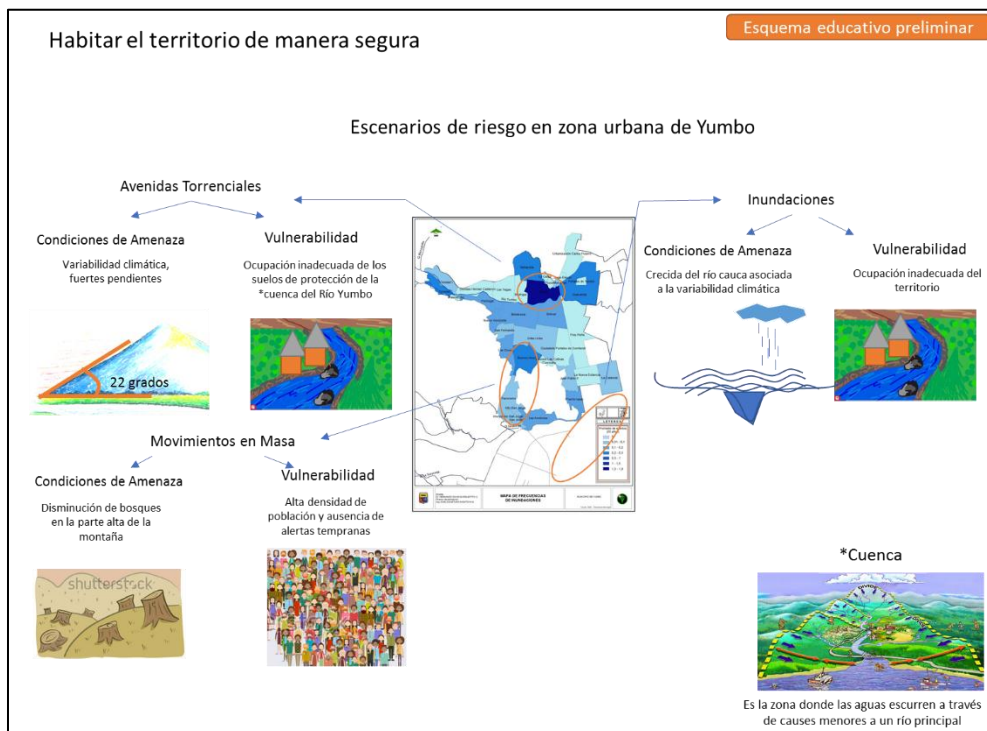 Habitar el territorio de manera segura
Esquema educativo preliminar
Escenarios de riesgo en zona urbana de Yumbo
Avenidas Torrenciales
Condiciones de Amenaza
Variabilidad climática,
fuertes pendientes
22 grados
Vulnerabilidad
Ocupación inadecuada de los
suelos de protección de la
*cuenca del Río Yumbo
Movimientos en Masa
Condiciones de Amenaza
Disminución de bosques
en la parte alta de la
montaña
shutterstock
Vulnerabilidad
Alta densidad de
población y ausencia de
alertas tempranas
MAPA DE FRECUENCIAS
DE INUNDACIONES
Inundaciones
Condiciones de Amenaza
Crecida del río cauca asociada
a la variabilidad climática
Vulnerabilidad
Ocupación inadecuada del
territorio
*Cuenca
Es la zona donde las aguas escurren a través
de causes menores a un río principal